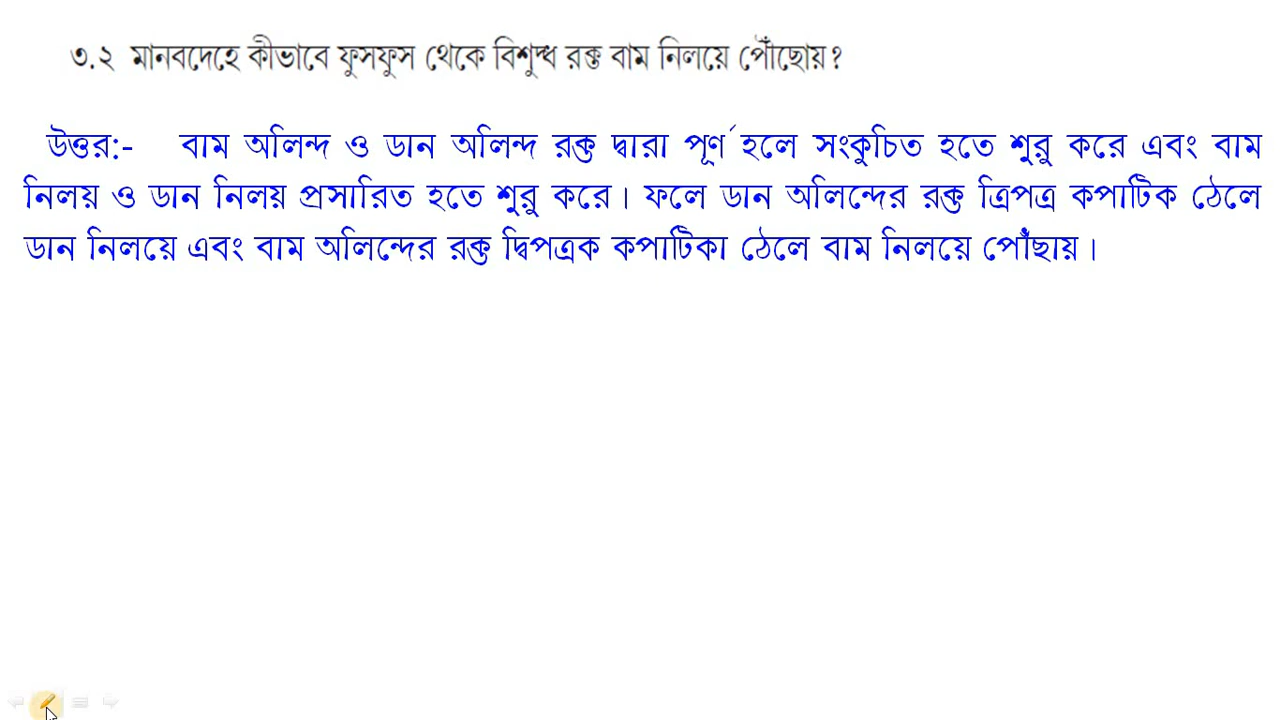 ৩.২ মানবদেহে কীভাবে ফুসফুস থেকে বিশুদ্ধ রক্ত বাম নিলয়ে পৌঁছোয়?
উত্তর:- বাম অলিন্দ ও ডান অলিন্দ রক্ত দ্বারা পূর্ণ হলে সংকুচিত হতে শুরু করে এবং বাম
নিলয় ও ডান নিলয় প্রসারিত হতে শুরু করে। ফলে ডান অলিন্দের রক্ত ত্রিপত্র কপাটিক ঠেলে
ডান নিলয়ে এবং বাম অলিন্দের রক্ত দ্বিপত্রক কপাটিকা ঠেলে বাম নিলয়ে পোঁছায়।